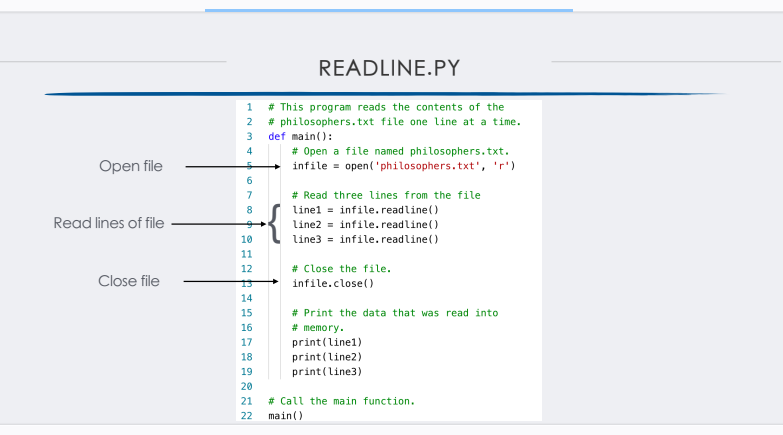 READLINE.PY
1 # This program reads the contents of the
2 # philosophers.txt file one line at a time.
3 def main():
4 # Open a file named philosophers.txt.
Open file
5 infile = open('philosophers.txt', 'r')
6
7 # Read three lines from the file
8 line1 = infile.readline()
Read lines of file
9 line2 = infile.readline()
10 line3 = infile.readline()
11
12 # Close the file.
Close file
13 infile.close()
14
15 # Print the data that was read into
16 # memory.
17 print(line1)
18 print(line2)
19 print(line3)
20
21 # Call the main function.
22 main()